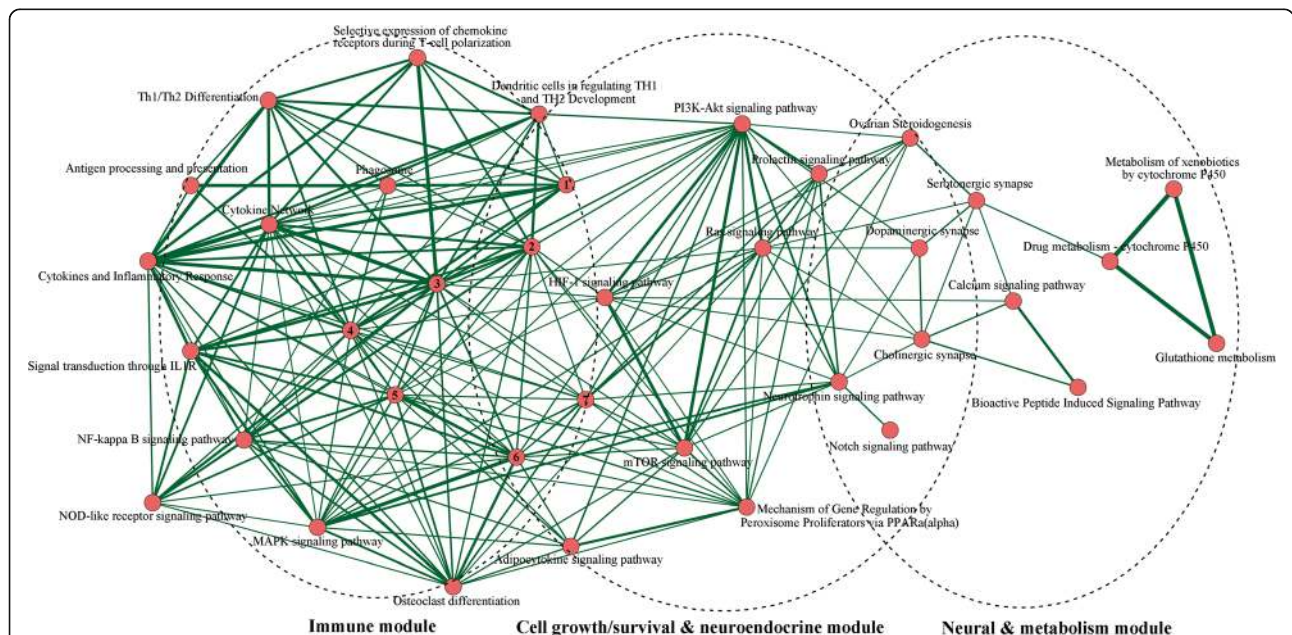 Selective expression of chemokine
receptors during T-cell polarization
Th1/Th2 Differentiation
Dendritic cells in regulating TH1
and TH2 Development
PI3K-Akt signaling pathway
Ovarian Steroidogenesis
Antigen processing and presentation
Phagosome
Prolactin signaling pathway
Metabolism of xenobiotics
by cytochrome P450
1
Cytokine Network
Serotonergic synapse
2
Ras signaling pathway
Dopaminergic synapse
Drug metabolism - cytochrome P450
Cytokines and Inflammatory Response
3
HIF-1 signaling pathway
Calcium signaling pathway
4
Signal transduction through IL1R
Cholinergic synapse
Glutathione metabolism
5
7
Neurotrophin signaling pathway
Bioactive Peptide Induced Signaling Pathway
NF-kappa B signaling pathway
6
mTOR signaling pathway
Notch signaling pathway
NOD-like receptor signaling pathway
Mechanism of Gene Regulation by
Peroxisome Proliferators via PPARa(alpha)
MAPK signaling pathway
Adipocytokine signaling pathway
Osteoclast differentiation
Immune module
Cell growth/survival & neuroendocrine module
Neural & metabolism module